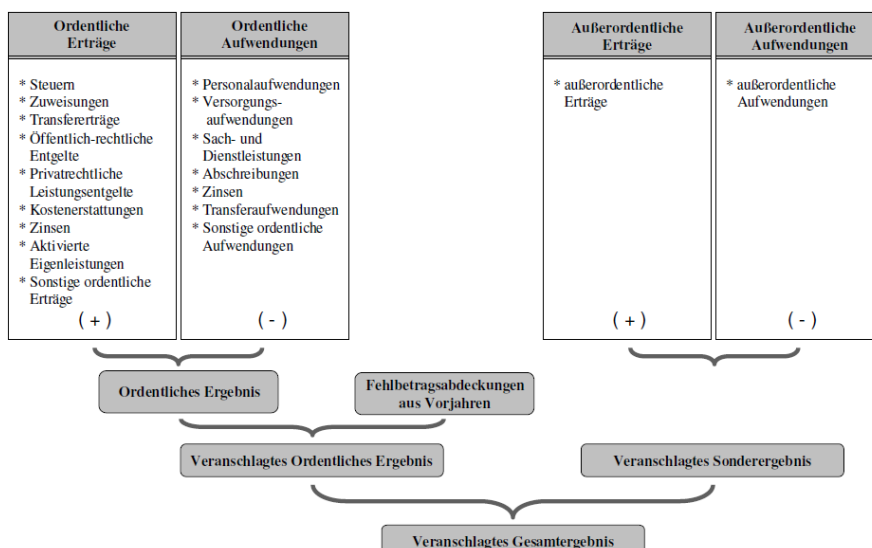 Ordentliche
Erträge
* Steuern
* Zuweisungen
* Transfererträge
* Öffentlich-rechtliche
Entgelte
* Privatrechtliche
Leistungsentgelte
* Kostenerstattungen
* Zinsen
* Aktivierte
Eigenleistungen
* Sonstige ordentliche
Erträge
( + )
Ordentliche
Aufwendungen
* Personalaufwendungen
* Versorgungs-
aufwendungen
* Sach- und
Dienstleistungen
* Abschreibungen
* Zinsen
* Transferaufwendungen
* Sonstige ordentliche
Aufwendungen
( - )
Außerordentliche
Erträge
* außerordentliche
Erträge
( + )
Außerordentliche
Aufwendungen
* außerordentliche
Aufwendungen
( - )
Ordentliches Ergebnis
Fehlbetragsabdeckungen
aus Vorjahren
Veranschlagtes Ordentliches Ergebnis
Veranschlagtes Sonderergebnis
Veranschlagtes Gesamtergebnis